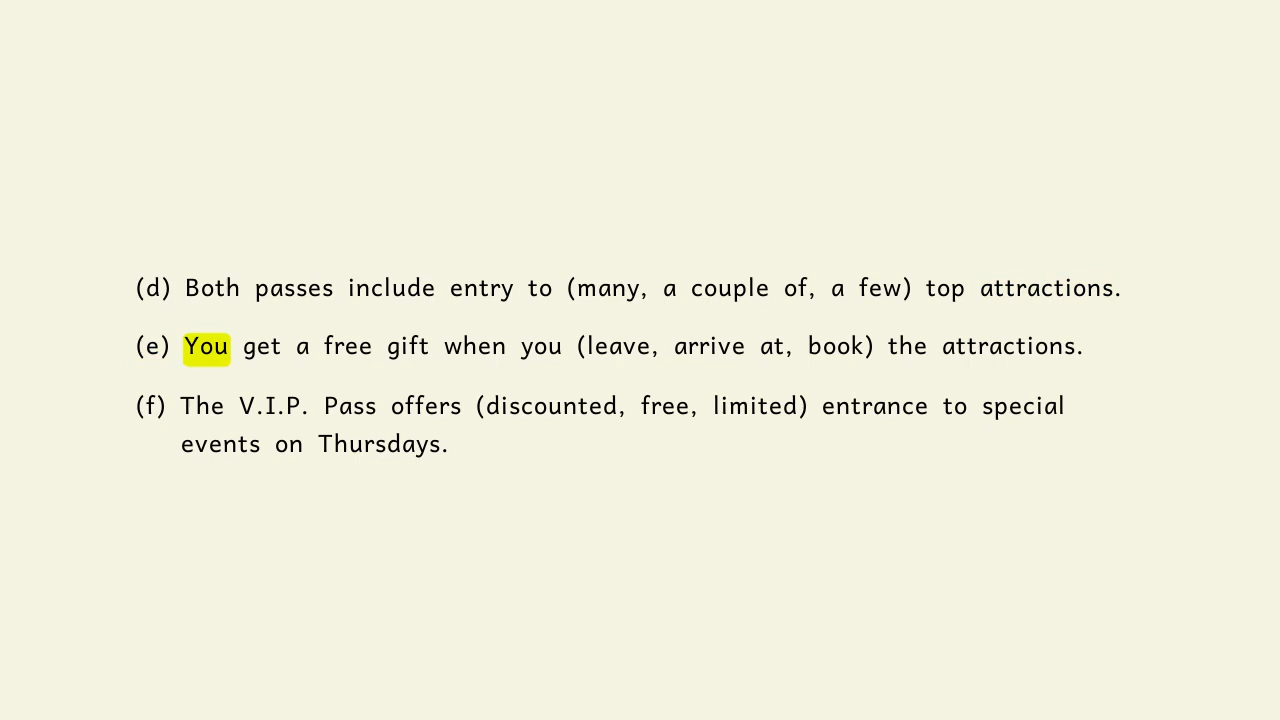 (d) Both passes include entry to (many, a couple of, a few) top attractions.
(e) You get a free gift when you (leave, arrive at, book) the attractions.
(f) The V.I.P. Pass offers (discounted, free, limited) entrance to special
events on Thursdays.